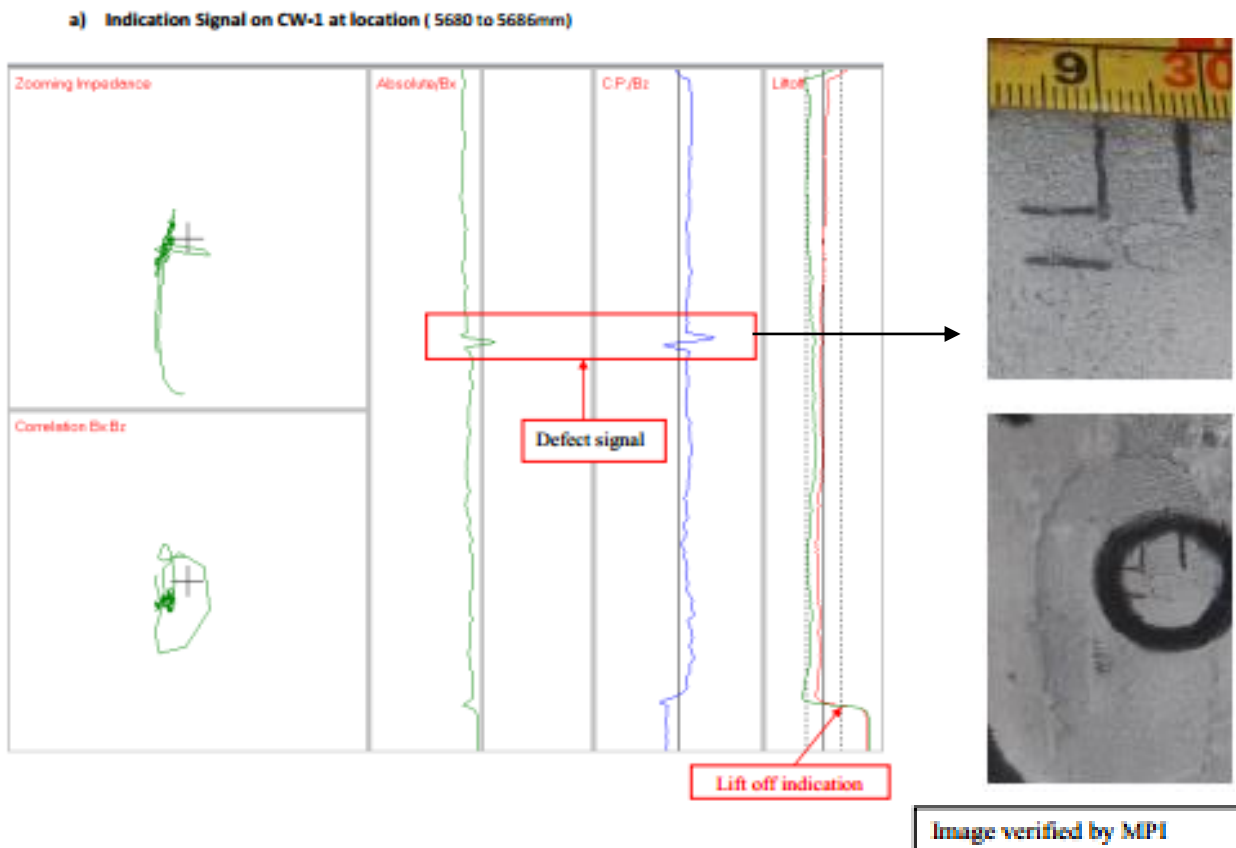 a) Indication Signal on CW-1 at location ( 5680 to 5686mm)
Zooming Impedance
Absolute/Bx
C.P./Bz
Liftoff
9
30
Defect signal
Correlation Bx:Bz
Lift off indication
Image verified by MPI